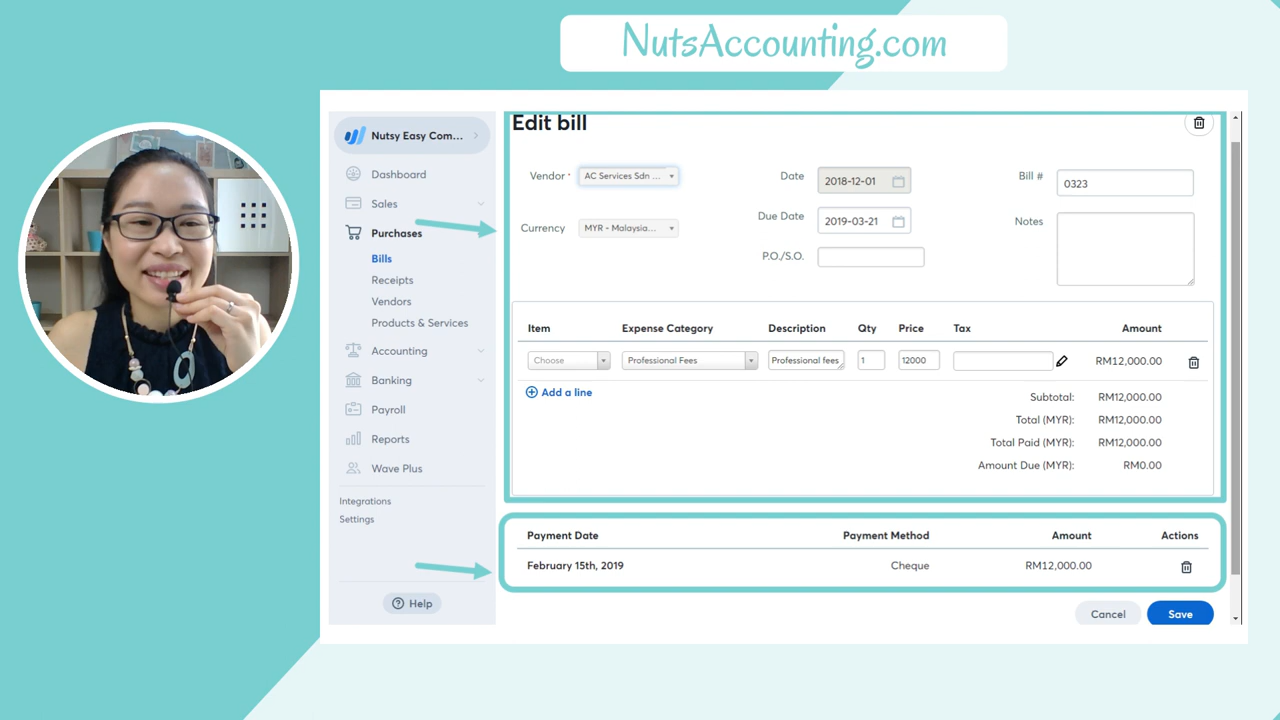 NutsAccounting.com
Nutsy Easy Com...
Dashboard
Sales
Purchases
Bills
Receipts
Vendors
Products & Services
Accounting
Banking
Payroll
Reports
Wave Plus
Integrations
Settings
Help
Edit bill
Vendor * AC Services Sdn ...
Currency MYR - Malaysia...
Date 2018-12-01
Due Date 2019-03-21
P.O./S.O.
Bill # 0323
Notes
Item Expense Category Description Qty Price Tax Amount
Choose Professional Fees Professional fees 1 12000 RM12,000.00
Add a line
Subtotal: RM12,000.00
Total (MYR): RM12,000.00
Total Paid (MYR): RM12,000.00
Amount Due (MYR): RM0.00
Payment Date Payment Method Amount Actions
February 15th, 2019 Cheque RM12,000.00
Cancel Save